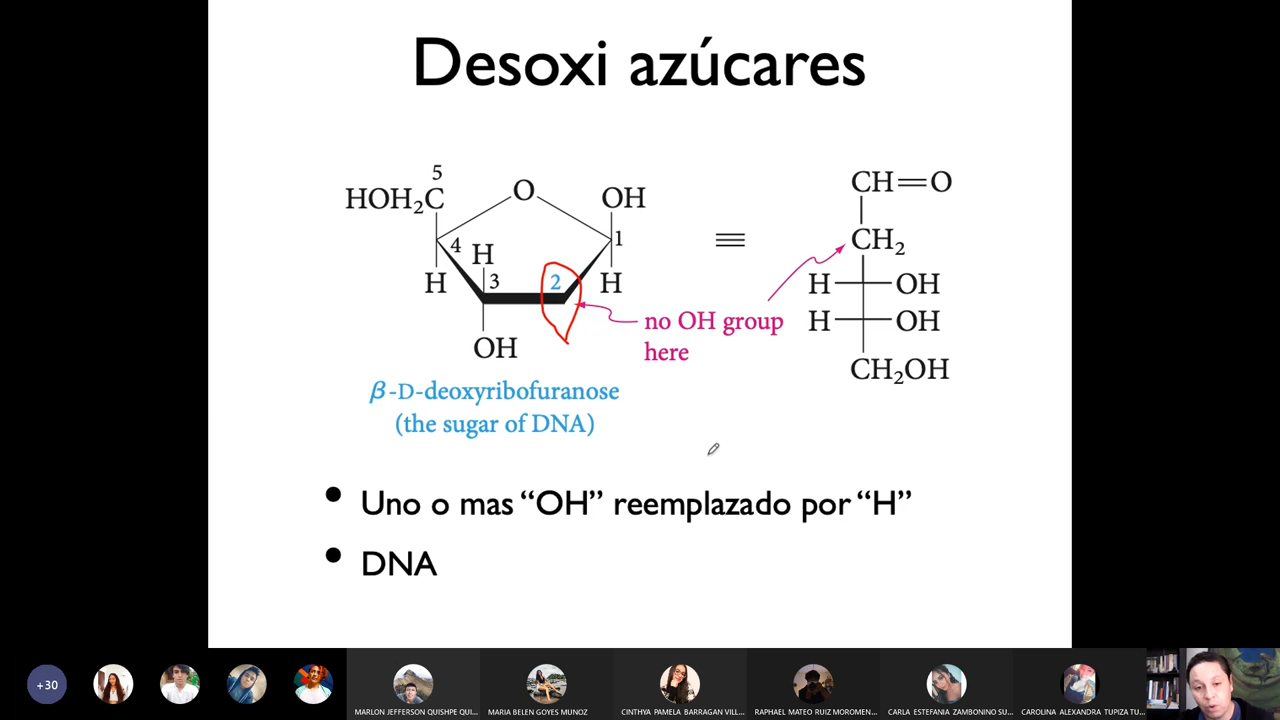 Desoxi azúcares
5
HOH₂C
O
OH
4
H
1
H
3
2
H
OH
β-D-deoxyribofuranose
(the sugar of DNA)
≡
no OH group
here
CH=O
CH₂
H
OH
H
OH
CH₂OH
• Uno o mas “OH” reemplazado por “H”
• DNA
+30
MARLON JEFFERSON QUISHPE QUI...
MARIA BELEN GOYES MUNOZ
CINTHYA PAMELA BARRAGAN VILL...
RAPHAEL MATEO RUIZ MOROMEN...
CARLA ESTEFANIA ZAMBONINO SU...
CAROLINA ALEXANDRA TUPIZA TU...